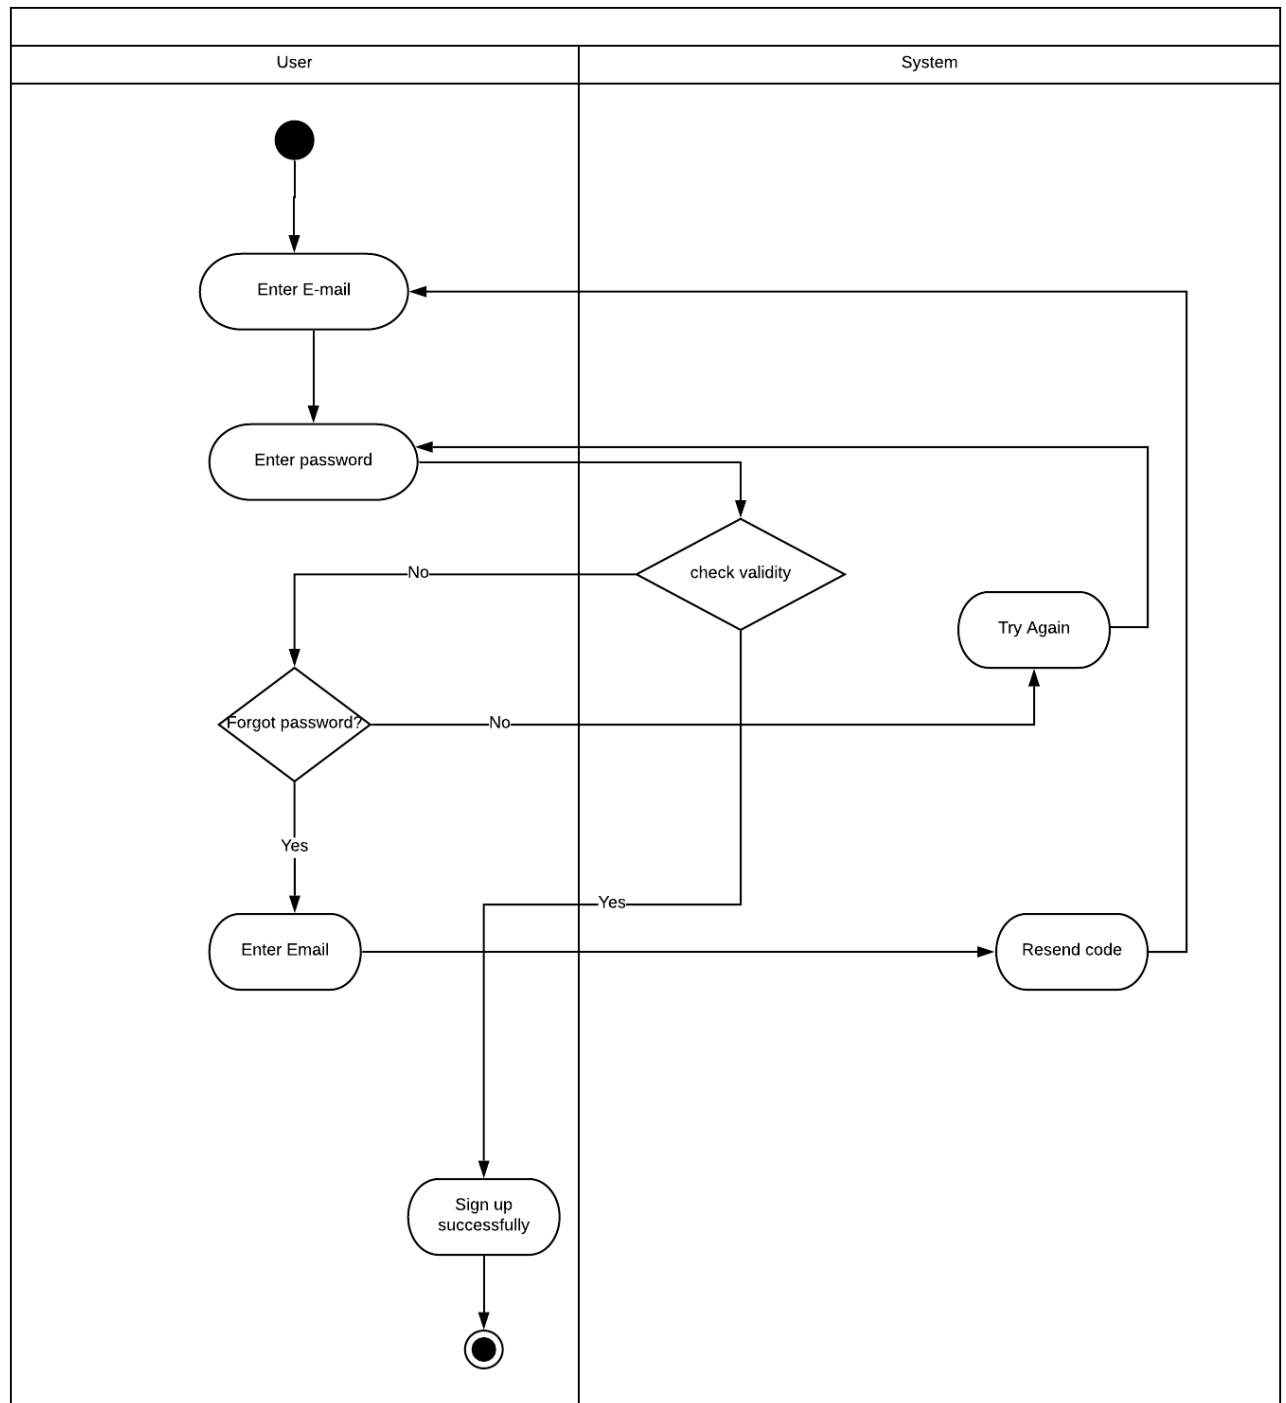 User
System
Enter E-mail
Enter password
No
check validity
Try Again
Forgot password?
No
Yes
Yes
Enter Email
Resend code
Sign up
successfully